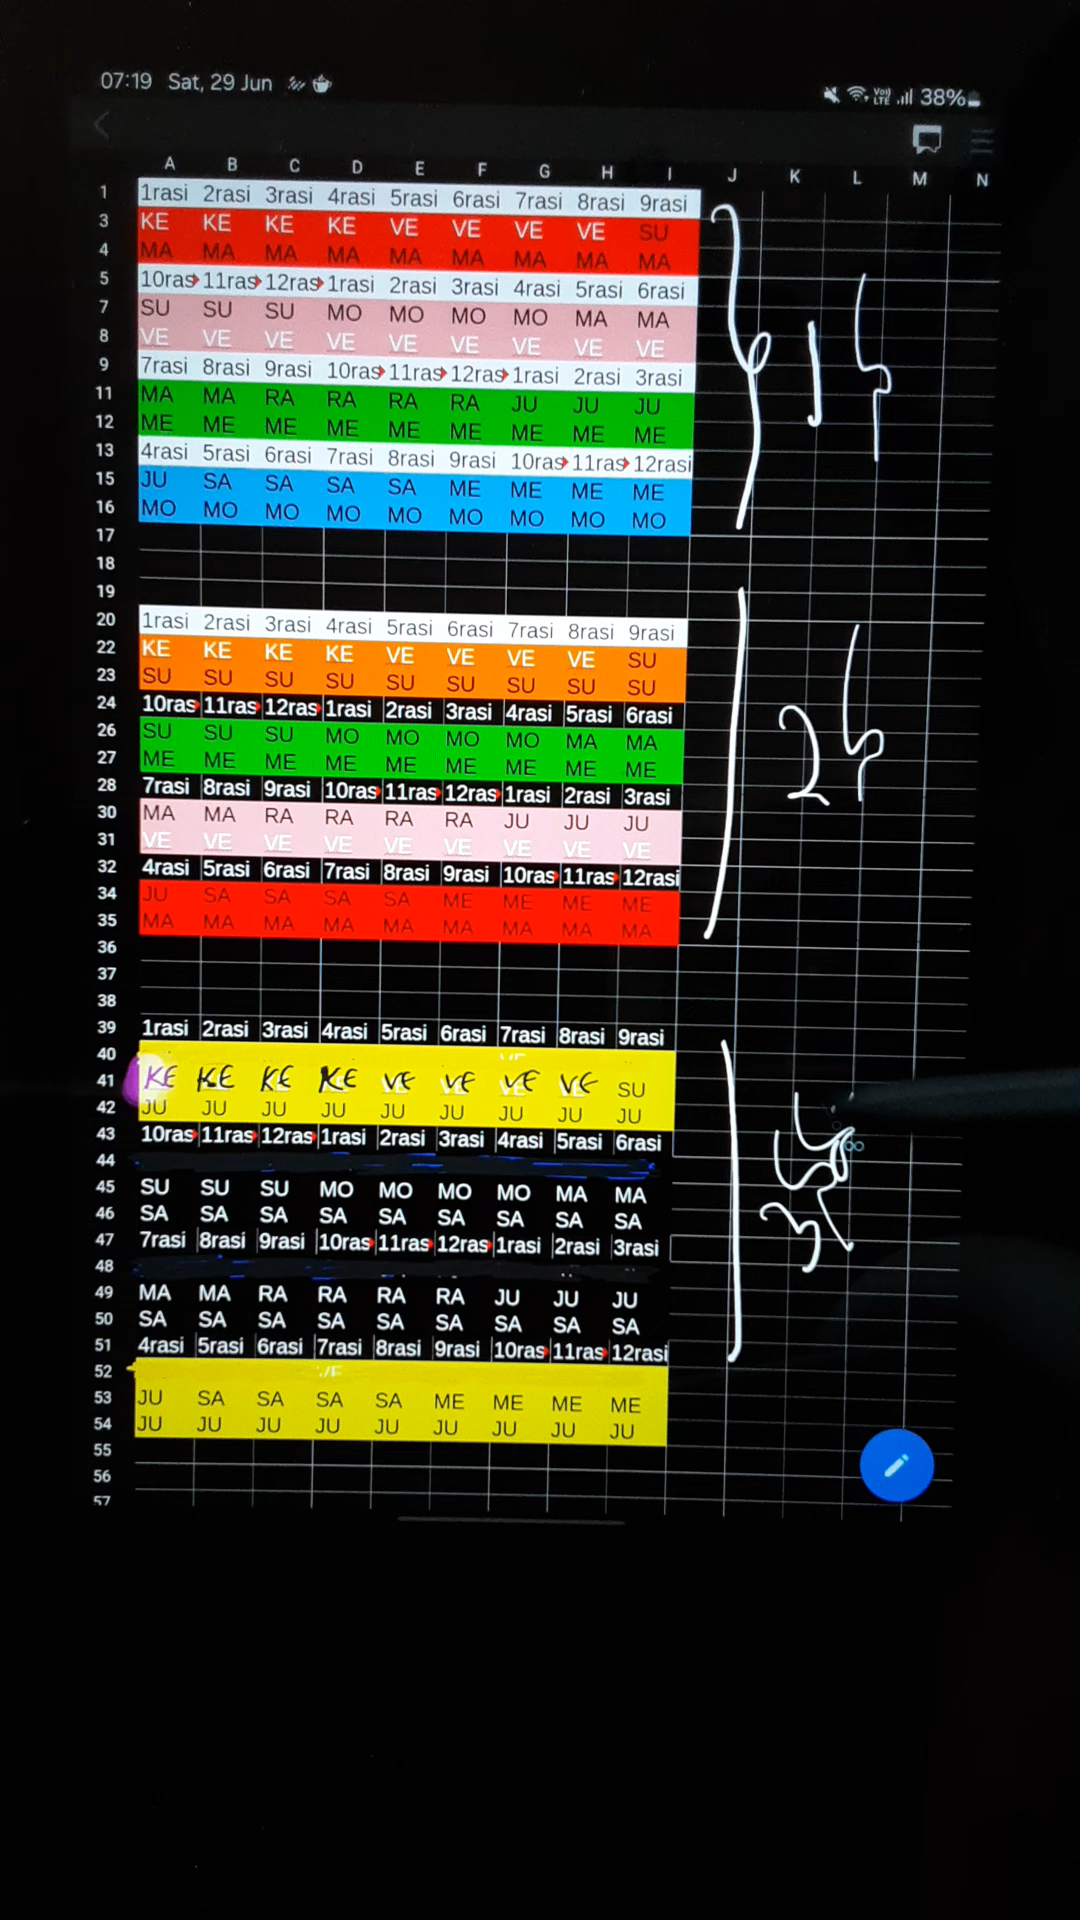 07:19 Sat, 29 Jun 38%
A B C D E F G H I J K L M N
1 1rasi 2rasi 3rasi 4rasi 5rasi 6rasi 7rasi 8rasi 9rasi
3 KE KE KE KE VE VE VE VE SU
4 MA MA MA MA MA MA MA MA MA
5 10ras 11ras 12ras 1rasi 2rasi 3rasi 4rasi 5rasi 6rasi
7 SU SU SU MO MO MO MO MA MA
8 VE VE VE VE VE VE VE VE VE
9 7rasi 8rasi 9rasi 10ras 11ras 12ras 1rasi 2rasi 3rasi
11 MA MA RA RA RA RA JU JU JU
12 ME ME ME ME ME ME ME ME ME
13 4rasi 5rasi 6rasi 7rasi 8rasi 9rasi 10ras 11ras 12rasi
15 JU SA SA SA SA ME ME ME ME
16 MO MO MO MO MO MO MO MO MO
17
18
19
20 1rasi 2rasi 3rasi 4rasi 5rasi 6rasi 7rasi 8rasi 9rasi
22 KE KE KE KE VE VE VE VE SU
23 SU SU SU SU SU SU SU SU SU
24 10ras 11ras 12ras 1rasi 2rasi 3rasi 4rasi 5rasi 6rasi
26 SU SU SU MO MO MO MO MA MA
27 ME ME ME ME ME ME ME ME ME
28 7rasi 8rasi 9rasi 10ras 11ras 12ras 1rasi 2rasi 3rasi
30 MA MA RA RA RA RA JU JU JU
31 VE VE VE VE VE VE VE VE VE
32 4rasi 5rasi 6rasi 7rasi 8rasi 9rasi 10ras 11ras 12rasi
34 JU SA SA SA SA ME ME ME ME
35 MA MA MA MA MA MA MA MA MA
36
37
38
39 1rasi 2rasi 3rasi 4rasi 5rasi 6rasi 7rasi 8rasi 9rasi
40
41 KE KE KE KE VE VE VE VE SU
42 JU JU JU JU JU JU JU JU JU
43 10ras 11ras 12ras 1rasi 2rasi 3rasi 4rasi 5rasi 6rasi
44
45 SU SU SU MO MO MO MO MA MA
46 SA SA SA SA SA SA SA SA SA
47 7rasi 8rasi 9rasi 10ras 11ras 12ras 1rasi 2rasi 3rasi
48
49 MA MA RA RA RA RA JU JU JU
50 SA SA SA SA SA SA SA SA SA
51 4rasi 5rasi 6rasi 7rasi 8rasi 9rasi 10ras 11ras 12rasi
52
53 JU SA SA SA SA ME ME ME ME
54 JU JU JU JU JU JU JU JU JU
55
56
57